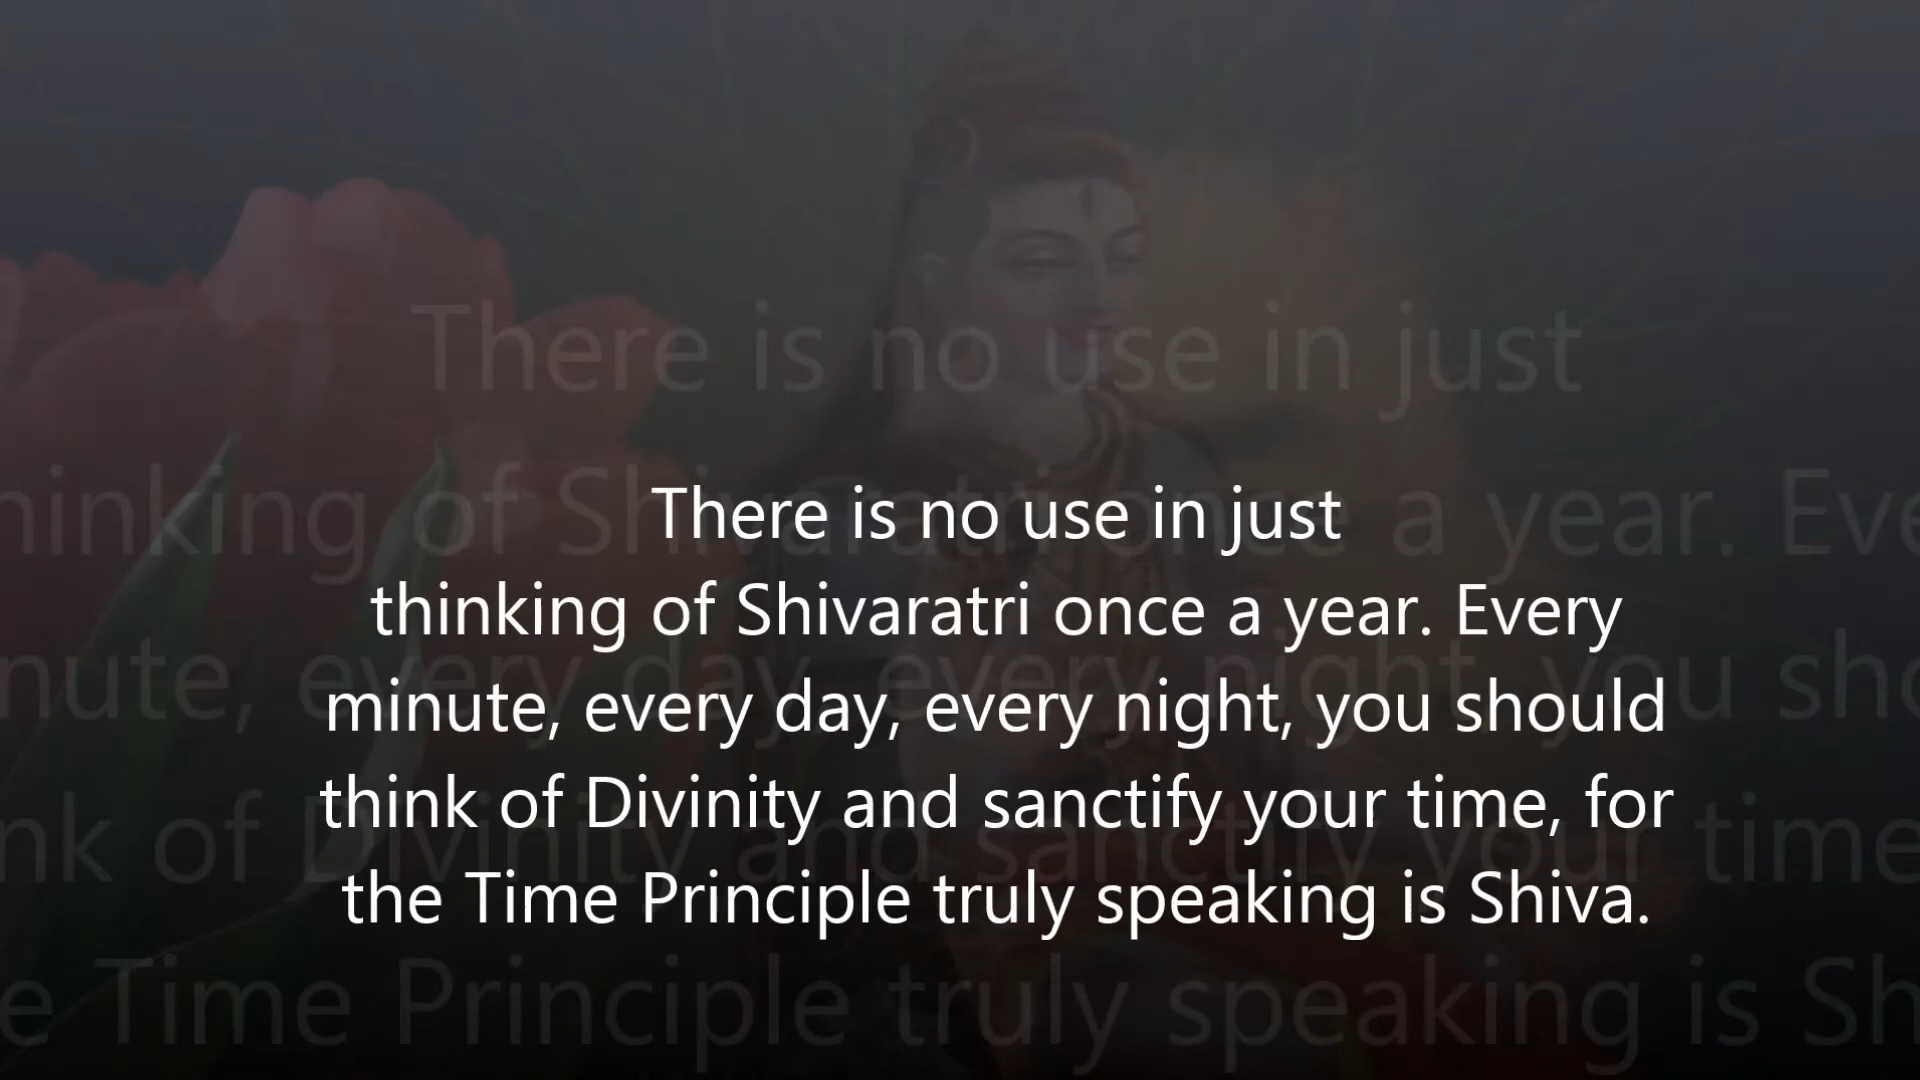 There is no use in just
thinking of Shivaratri once a year. Every
minute, every day, every night, you should
think of Divinity and sanctify your time, for
the Time Principle truly speaking is Shiva.